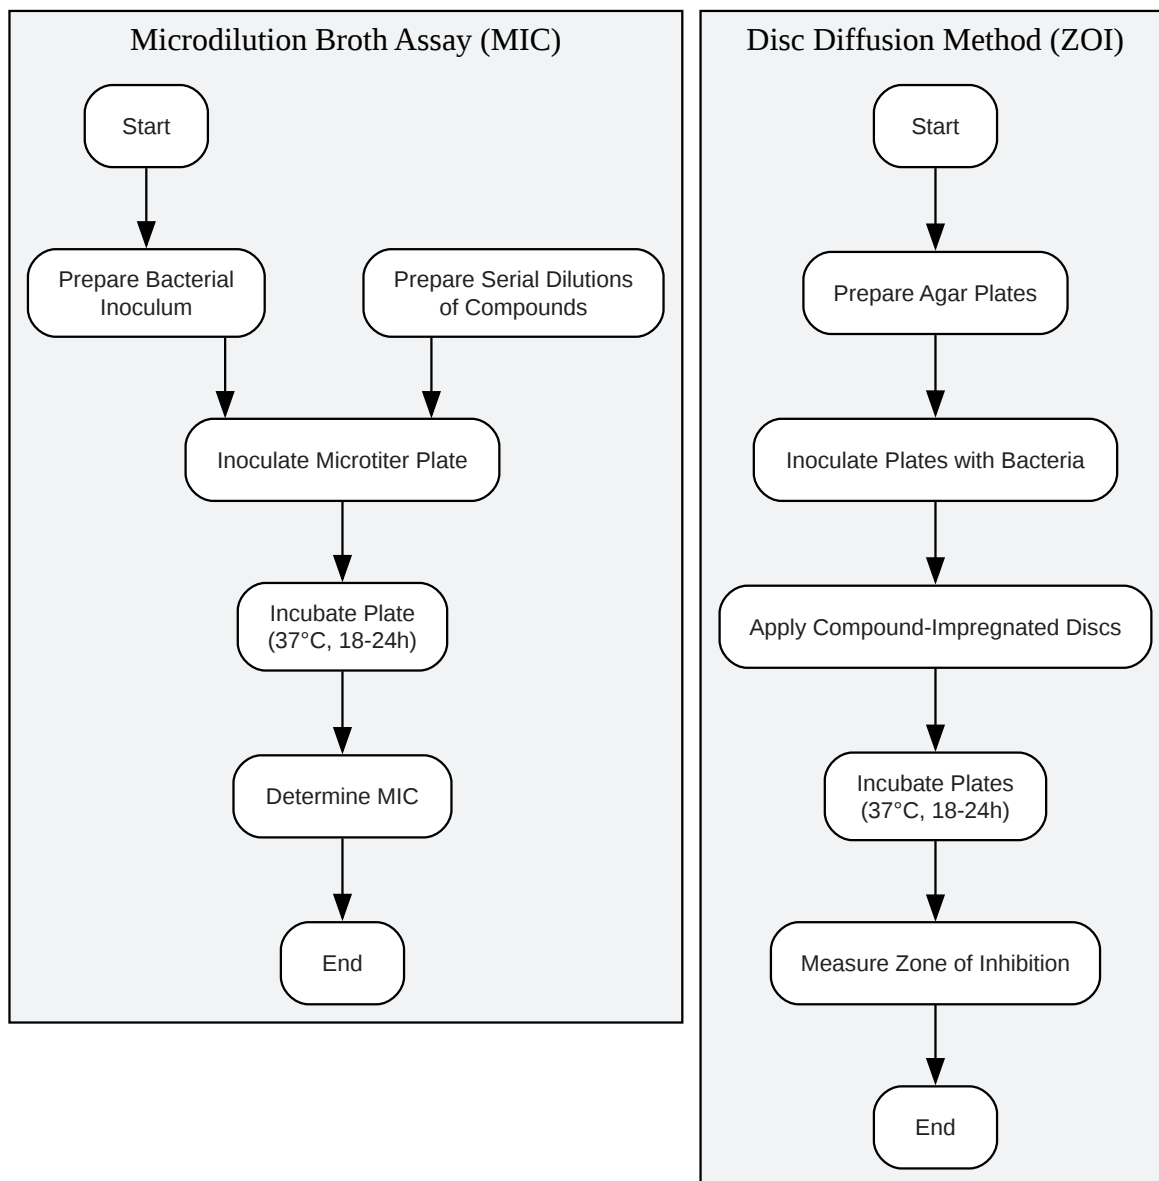 Microdilution Broth Assay (MIC)
Start
Prepare Bacterial
Inoculum
Prepare Serial Dilutions
of Compounds
Inoculate Microtiter Plate
Incubate Plate
(37°C, 18-24h)
Determine MIC
End
Disc Diffusion Method (ZOI)
Start
Prepare Agar Plates
Inoculate Plates with Bacteria
Apply Compound-Impregnated Discs
Incubate Plates
(37°C, 18-24h)
Measure Zone of Inhibition
End